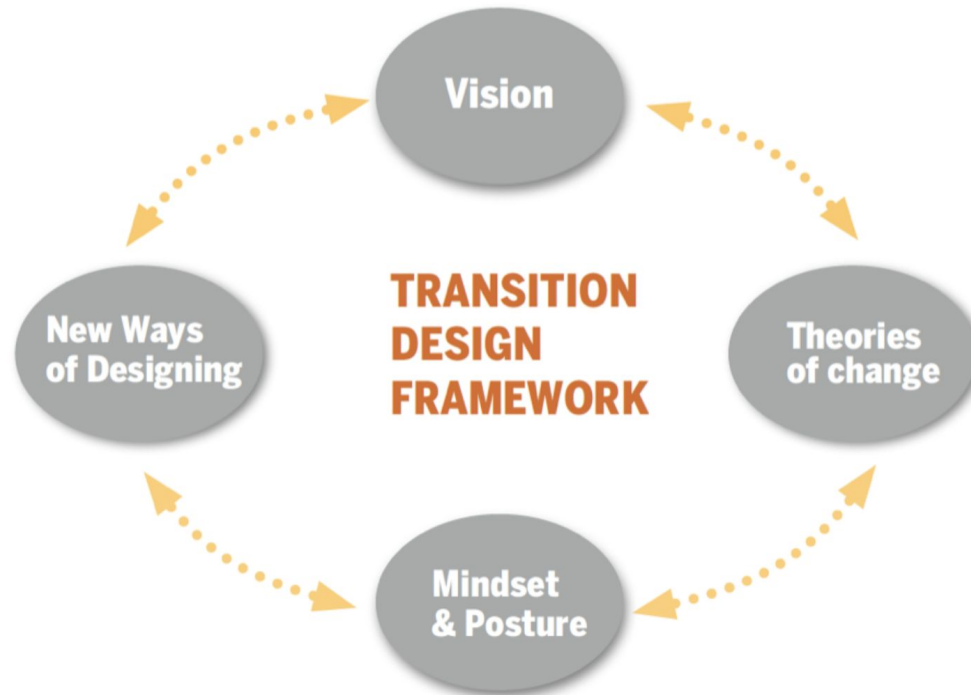 Vision
TRANSITION
DESIGN
FRAMEWORK
New Ways
of Designing
Theories
of change
Mindset
& Posture